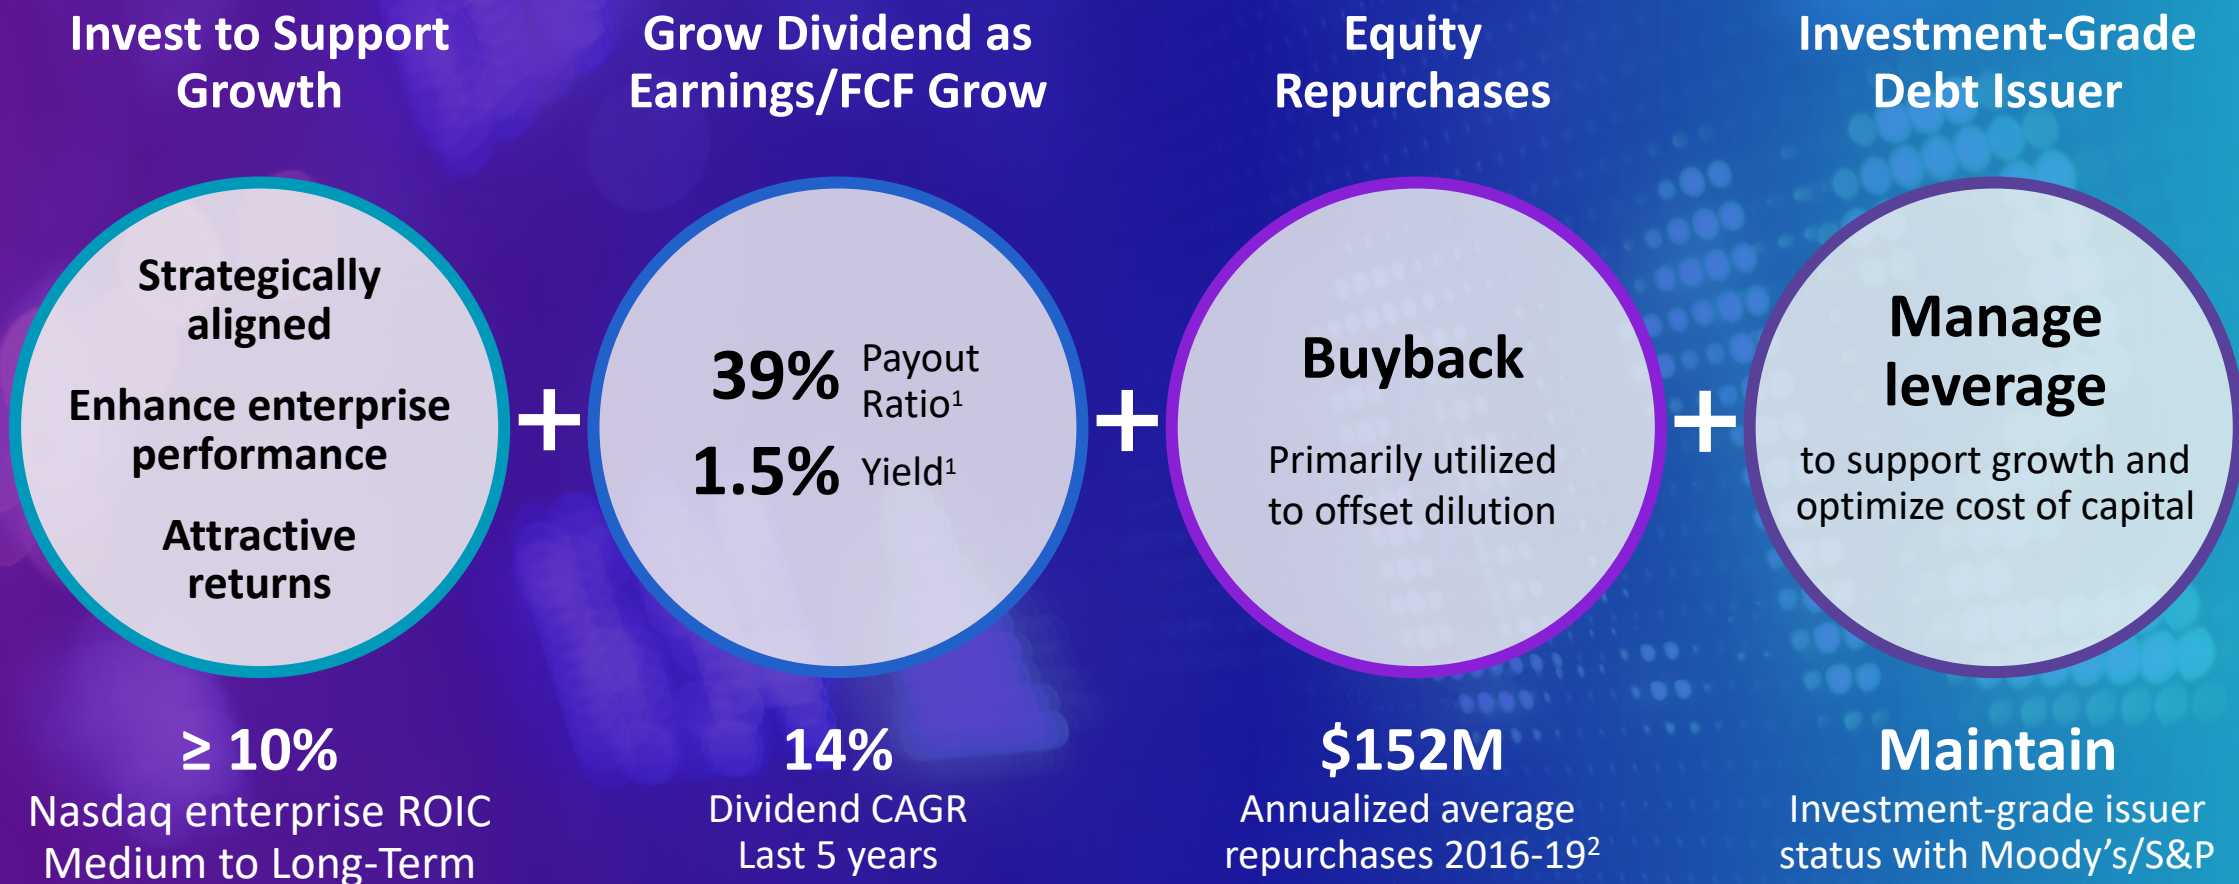 Invest to Support
Growth
Strategically
aligned
Enhance enterprise
performance
Attractive
returns
≥ 10%
Nasdaq enterprise ROIC
Medium to Long-Term
+
Grow Dividend as
Earnings/FCF Grow
39% Payout
Ratio¹
1.5% Yield¹
14%
Dividend CAGR
Last 5 years
+
Equity
Repurchases
Buyback
Primarily utilized
to offset dilution
$152M
Annualized average
repurchases 2016-19²
+
Investment-Grade
Debt Issuer
Manage
leverage
to support growth and
optimize cost of capital
Maintain
Investment-grade issuer
status with Moody’s/S&P